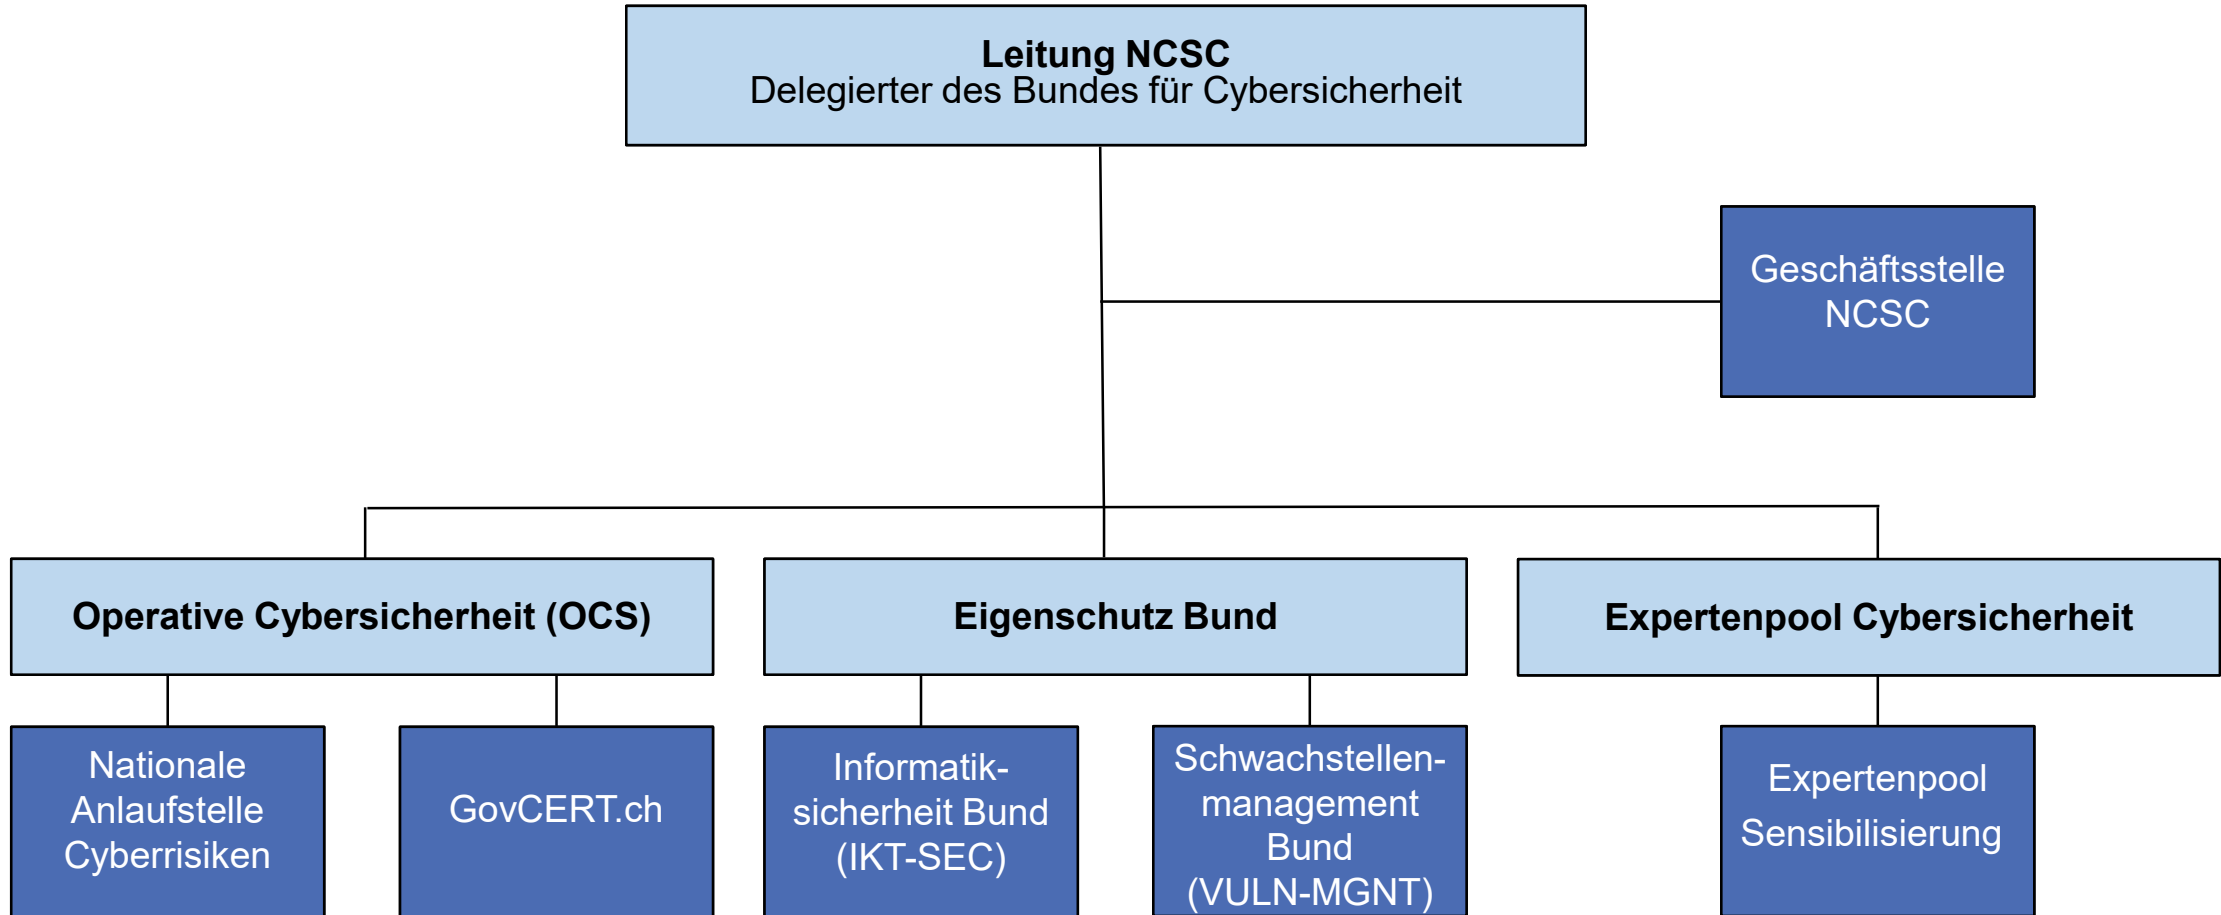 Leitung NCSC
Delegierter des Bundes für Cybersicherheit
Geschäftsstelle
NCSC
Operative Cybersicherheit (OCS)
Eigenschutz Bund
Expertenpool Cybersicherheit
Nationale
Anlaufstelle
Cyberrisiken
GovCERT.ch
Informatik-
sicherheit Bund
(IKT-SEC)
Schwachstellen-
management
Bund
(VULN-MGNT)
Expertenpool
Sensibilisierung